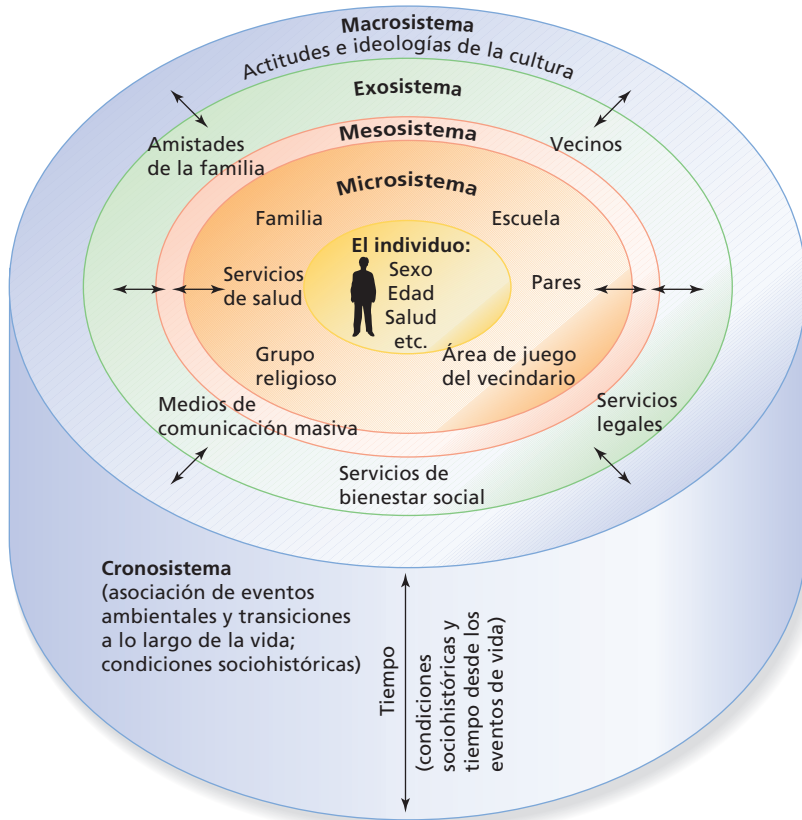 Macrosistema
Actitudes e ideologías de la cultura
Exosistema
Amistades
de la familia
Vecinos
Mesosistema
Microsistema
Familia
Escuela
El individuo:
Sexo
Edad
Salud
etc.
Servicios
de salud
Pares
Grupo
religioso
Área de juego
del vecindario
Medios de
comunicación masiva
Servicios
legales
Servicios de
bienestar social
Cronosistema
(asociación de eventos
ambientales y transiciones
a lo largo de la vida;
condiciones sociohistóricas)
Tiempo
(condiciones
sociohistóricas y
tiempo desde los
eventos de vida)